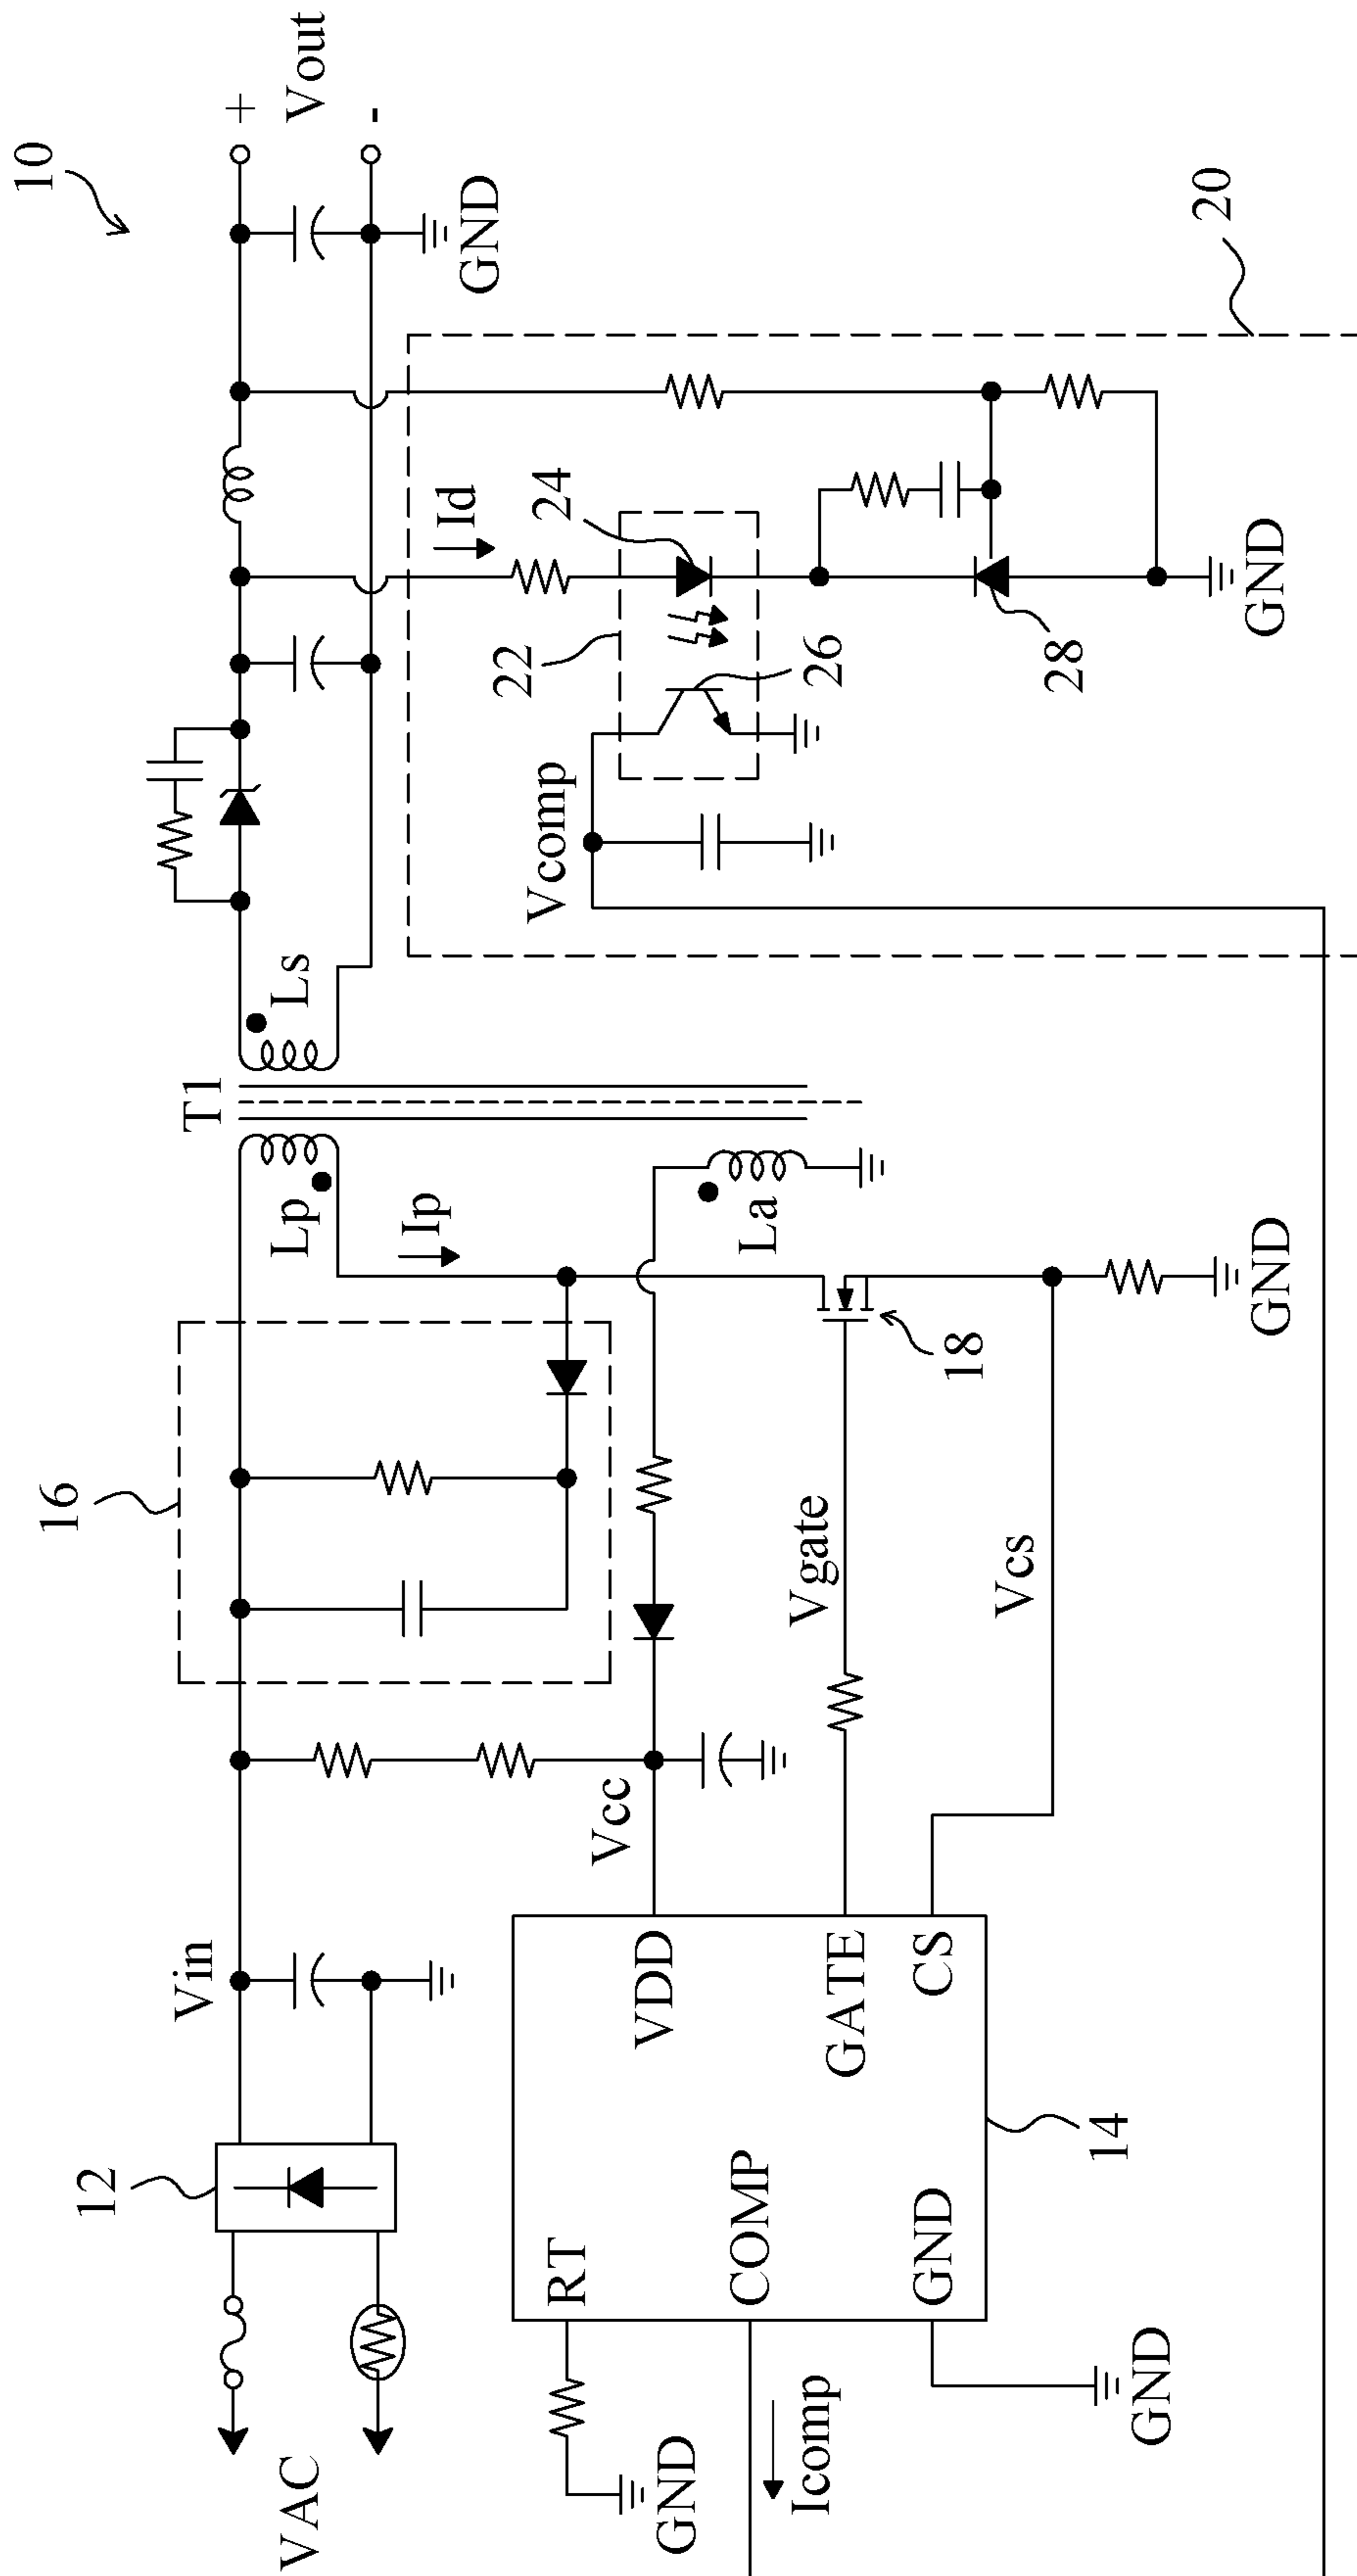 10
16
12
T1
+
Vout
-
Vin
Lp
Ls
VAC
Ip
Id
GND
24
22
Vcc
Vcomp
RT
VDD
La
26
GND
COMP
Vgate
GATE
Icomp
18
28
GND
CS
Vcs
20
14
GND
GND
GND